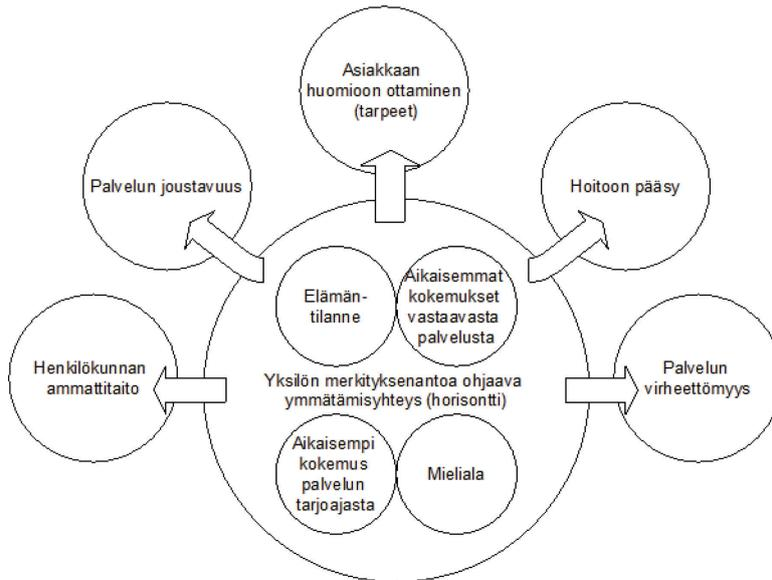 Asiakkaan
huomioon ottaminen
(tarpeet)
Palvelun joustavuus
Hoitoon pääsy
Elämän-
tilanne
Aikaisemmat
kokemukset
vastaavasta
palvelusta
Henkilökunnan
ammattitaito
Yksilön merkityksenantoa ohjaava
ymmätämisyhteys (horisontti)
Palvelun
virheettömyys
Aikaisempi
kokemus
palvelun
tarjoajasta
Mieliala